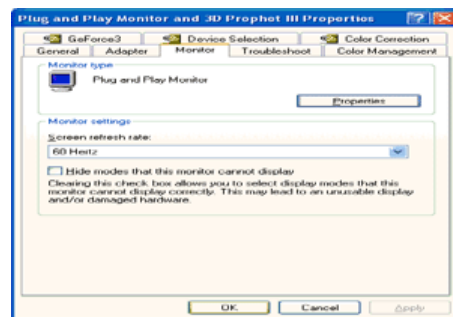 Plug and Play Monitor and 3D Prophet III Properties
GeForce3 Device Selection Color Correction
General Adapter Monitor Troubleshoot Color Management
Monitor type
Plug and Play Monitor
Properties
Monitor settings
Screen refresh rate:
60 Hertz
Hide modes that this monitor cannot display
Clearing this check box allows you to select display modes that this
monitor cannot display correctly. This may lead to an unusable display
and/or damaged hardware.
OK Cancel Apply